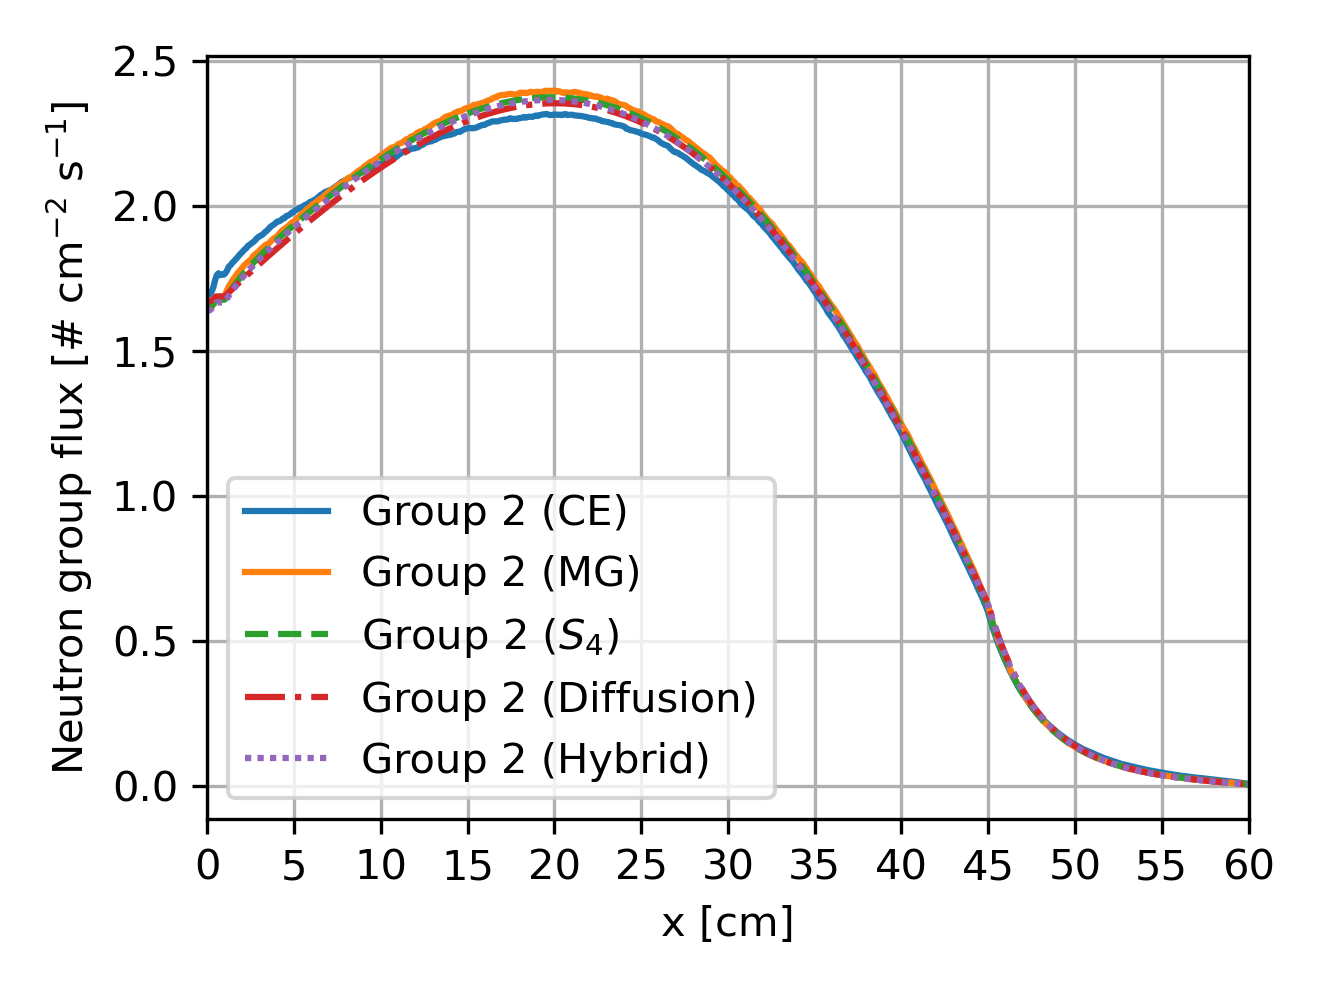 2.5
2.0
1.5
1.0
0.5
0.0
Neutron group flux [# cm⁻² s⁻¹]
Group 2 (CE)
Group 2 (MG)
Group 2 (S₄)
Group 2 (Diffusion)
Group 2 (Hybrid)
0 5 10 15 20 25 30 35 40 45 50 55 60
x [cm]